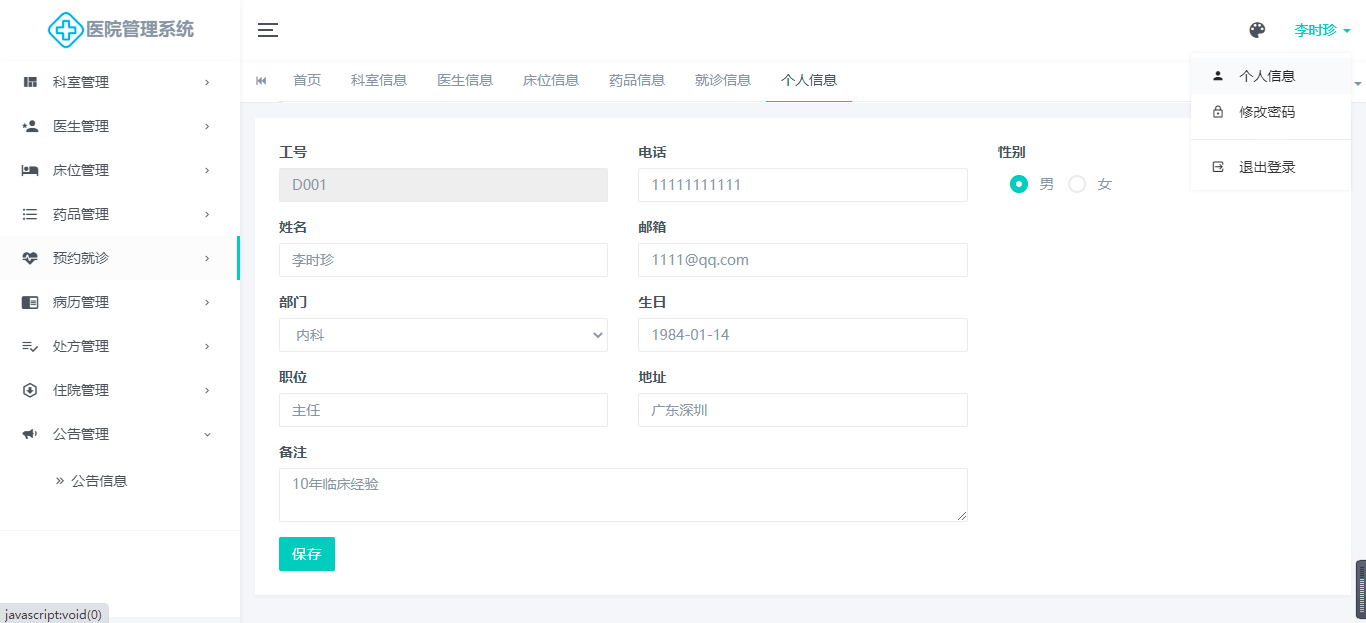 医院管理系统
李时珍
科室管理
医生管理
床位管理
药品管理
预约就诊
病历管理
处方管理
住院管理
公告管理
» 公告信息
首页 科室信息 医生信息 床位信息 药品信息 就诊信息 个人信息
个人信息
修改密码
退出登录
工号 电话 性别
D001 11111111111 男 女
姓名 邮箱
李时珍 1111@qq.com
部门 生日
内科 1984-01-14
职位 地址
主任 广东深圳
备注
10年临床经验
保存
javascript:void(0)